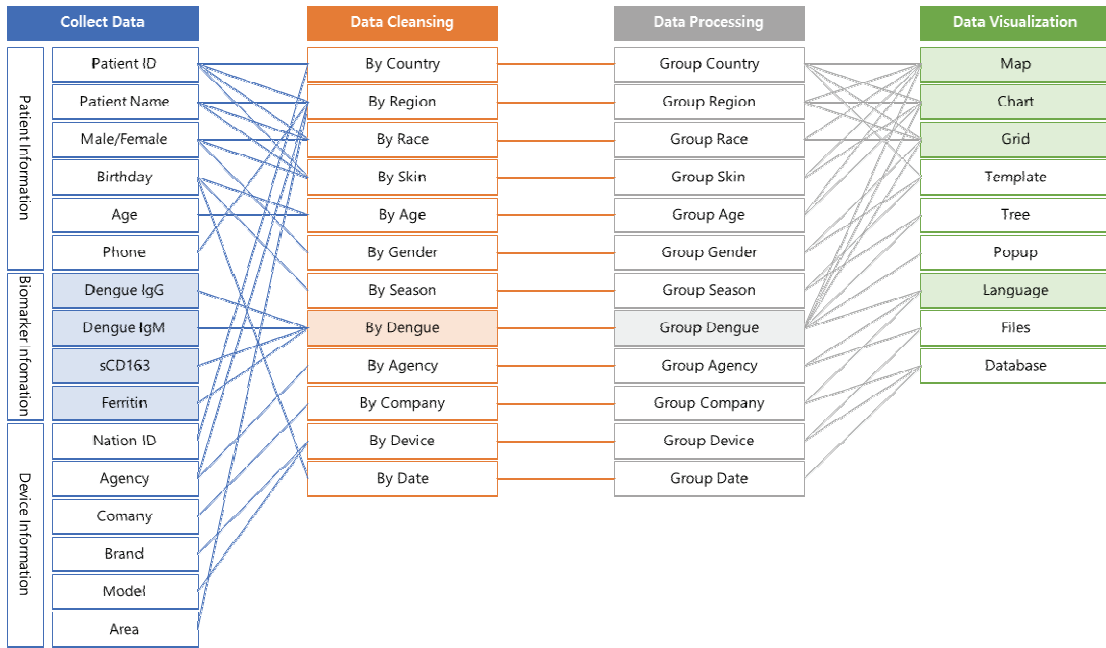 Collect Data
Data Cleansing
Data Processing
Data Visualization
Patient Information
Patient ID
Patient Name
Male/Female
Birthday
Age
Phone
Biomarker Infomation
Dengue IgG
Dengue IgM
sCD163
Ferritin
Device Information
Nation ID
Agency
Comany
Brand
Model
Area
By Country
By Region
By Race
By Skin
By Age
By Gender
By Season
By Dengue
By Agency
By Company
By Device
By Date
Group Country
Group Region
Group Race
Group Skin
Group Age
Group Gender
Group Season
Group Dengue
Group Agency
Group Company
Group Device
Group Date
Map
Chart
Grid
Template
Tree
Popup
Language
Files
Database